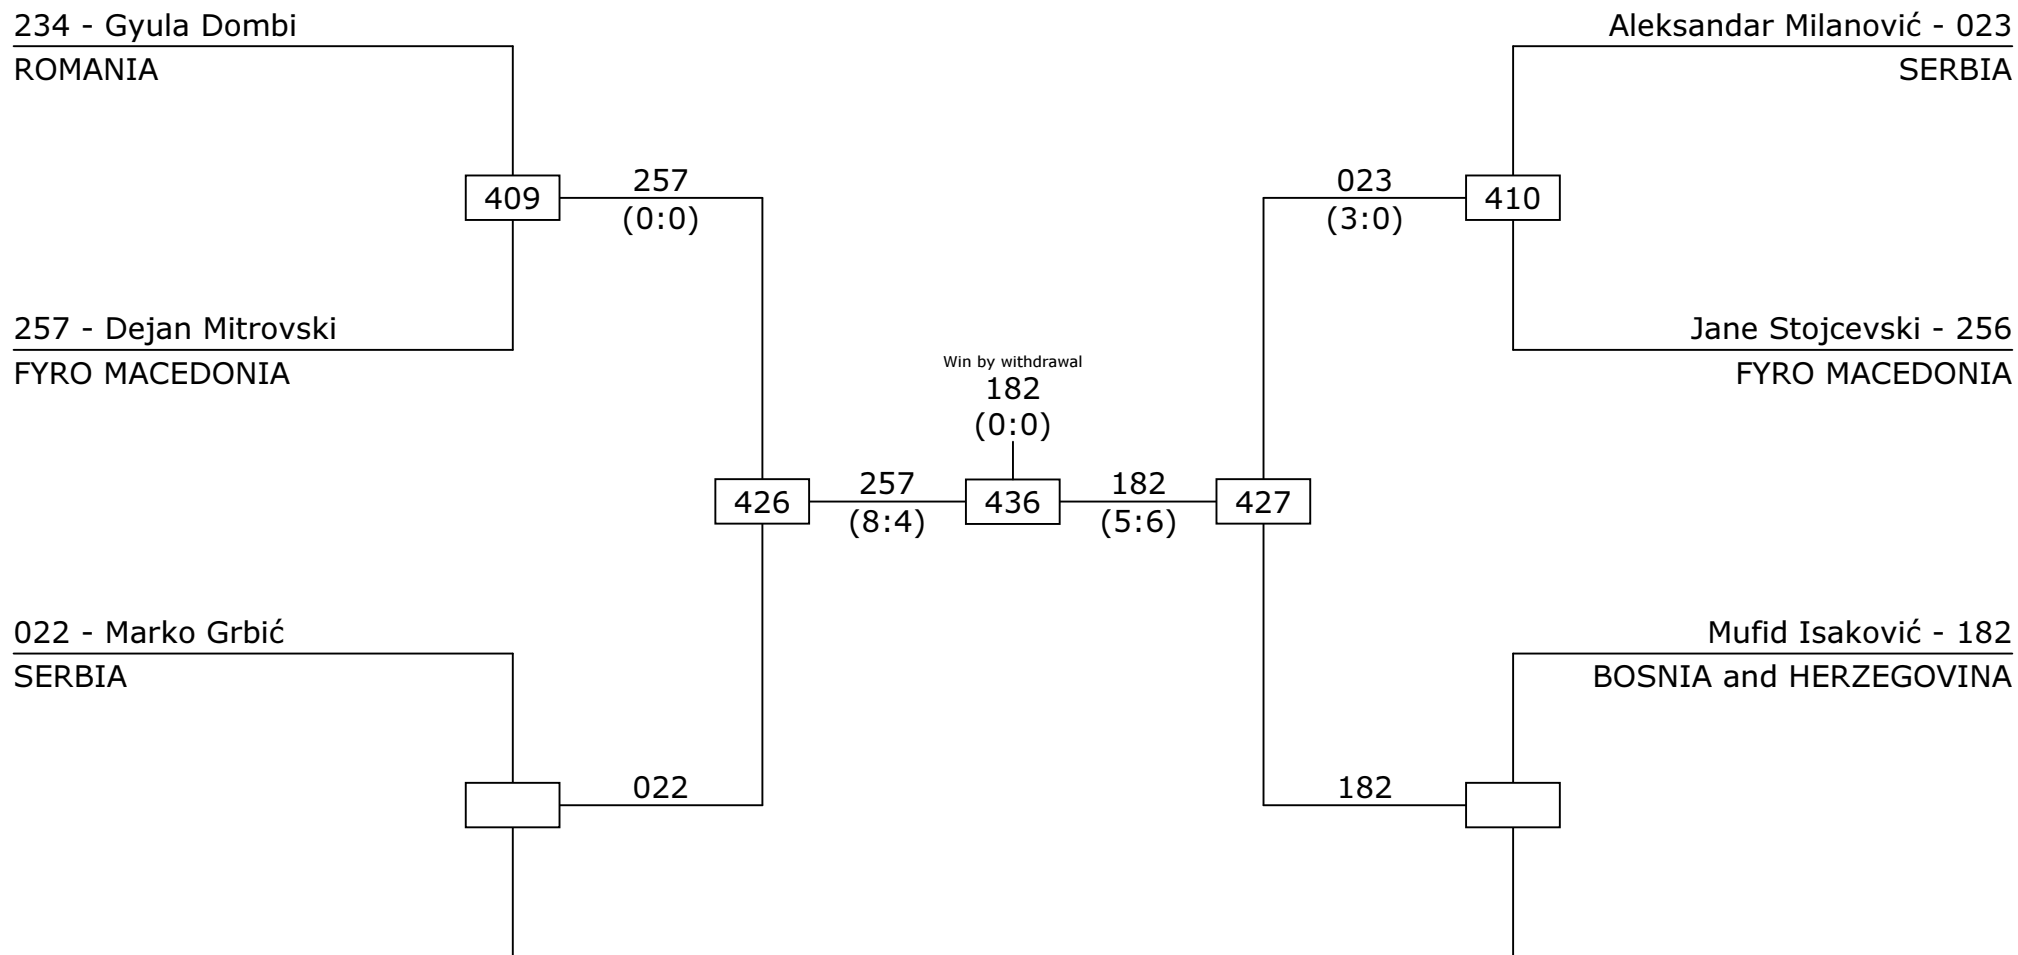 234 - Gyula Dombi
ROMANIA
Aleksandar Milanović - 023
SERBIA
409
257
(0:0)
023
(3:0)
410
257 - Dejan Mitrovski
FYRO MACEDONIA
Jane Stojcevski - 256
FYRO MACEDONIA
Win by withdrawal
182
(0:0)
426
257
(8:4)
436
182
(5:6)
427
022 - Marko Grbić
SERBIA
Mufid Isaković - 182
BOSNIA and HERZEGOVINA
022
182